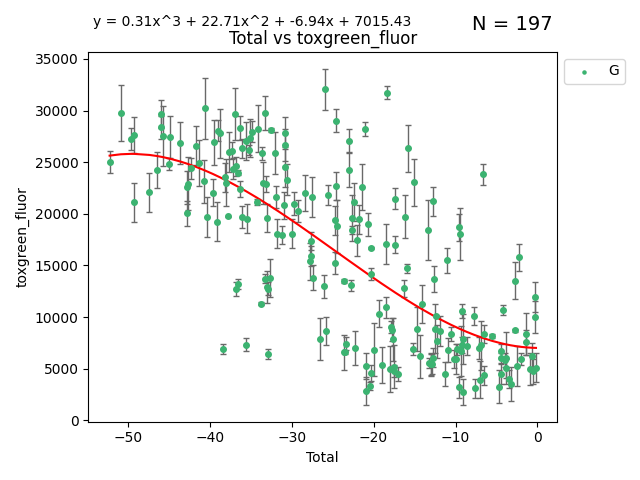 y = 0.31x^3 + 22.71x^2 + -6.94x + 7015.43
N = 197
Total vs toxgreen_fluor
G
35000
30000
25000
20000
15000
10000
5000
0
toxgreen_fluor
−50 −40 −30 −20 −10 0
Total